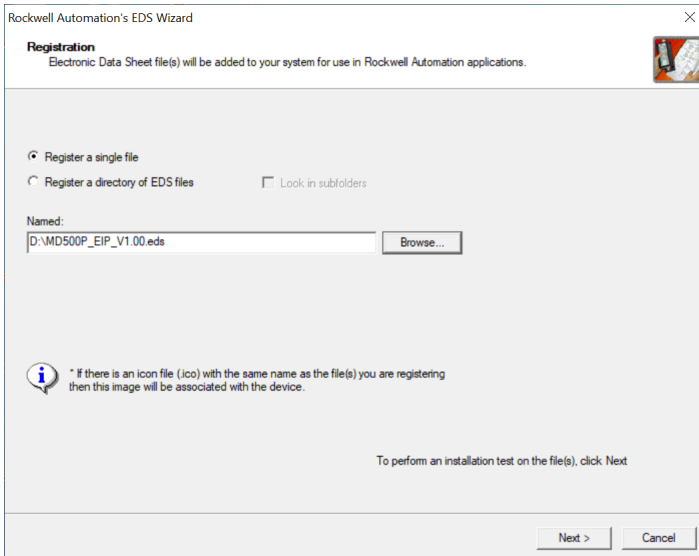 Rockwell Automation's EDS Wizard
Registration
Electronic Data Sheet file(s) will be added to your system for use in Rockwell Automation applications.
Register a single file
Register a directory of EDS files
Look in subfolders
Named:
D:\MD500P_EIP_V1.00.eds
Browse...
* If there is an icon file (.ico) with the same name as the file(s) you are registering
then this image will be associated with the device.
To perform an installation test on the file(s), click Next
Next >
Cancel